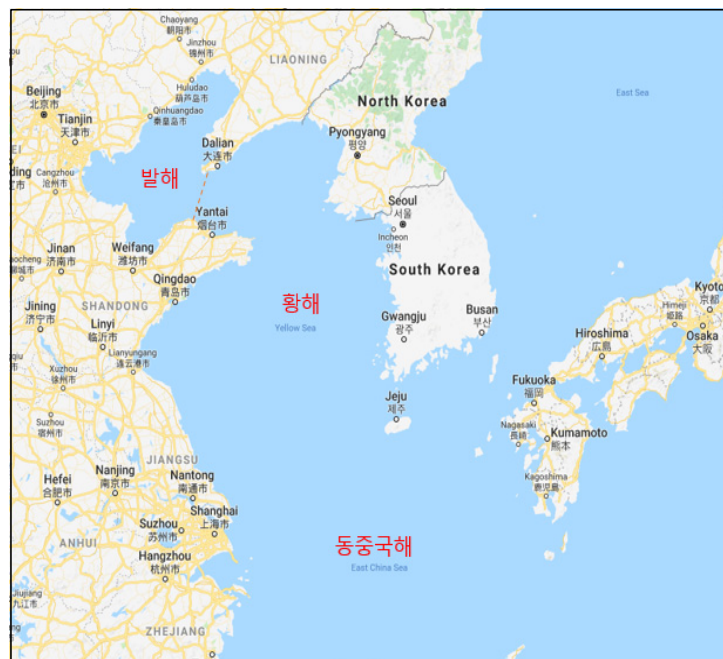 Chaoyang
朝阳市
Jinzhou
锦州市
LIAONING
Huludao
葫芦岛市
Beijing
北京市
Tianjin
天津市
Qinhuangdao
秦皇岛市
North Korea
East Sea
Dalian
大连市
Pyongyang
평양
Cangzhou
沧州市
발해
Yantai
烟台市
Seoul
서울
Incheon
인천
Jinan
济南市
Weifang
潍坊市
South Korea
Qingdao
青岛市
SHANDONG
황해
Yellow Sea
Kyoto
京都
Himeji
姫路
Osaka
大阪
Jining
济宁市
Linyi
临沂市
Gwangju
광주
Busan
부산
Hiroshima
広島
Lianyungang
连云港市
Xuzhou
徐州市
Fukuoka
福岡
Jeju
제주
Suzhou
宿州市
Nagasaki
長崎
Kumamoto
熊本
JIANGSU
Nanjing
南京市
Nantong
南通市
Hefei
合肥市
Kagoshima
鹿児島
Shanghai
上海市
Suzhou
苏州市
ANHUI
동중국해
East China Sea
Hangzhou
杭州市
Jiujiang
九江市
ZHEJIANG